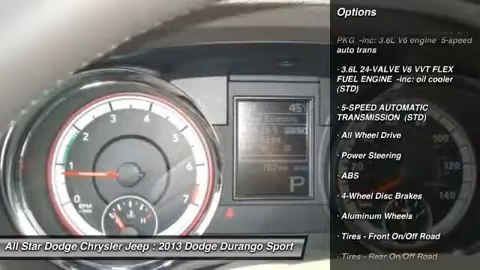 Options
PKG -inc: 3.6L V6 engine 5-speed
auto trans
· 3.6L 24-VALVE V6 VVT FLEX
FUEL ENGINE -inc: oil cooler
(STD)
· 5-SPEED AUTOMATIC
TRANSMISSION (STD)
· All Wheel Drive
· Power Steering
· ABS
· 4-Wheel Disc Brakes
· Aluminum Wheels
· Tires - Front On/Off Road
· Tires - Rear On/Off Road
45
P
1
2
3
4
5
6
7
0
RPM
H
100
120
140
All Star Dodge Chrysler Jeep : 2013 Dodge Durango Sport